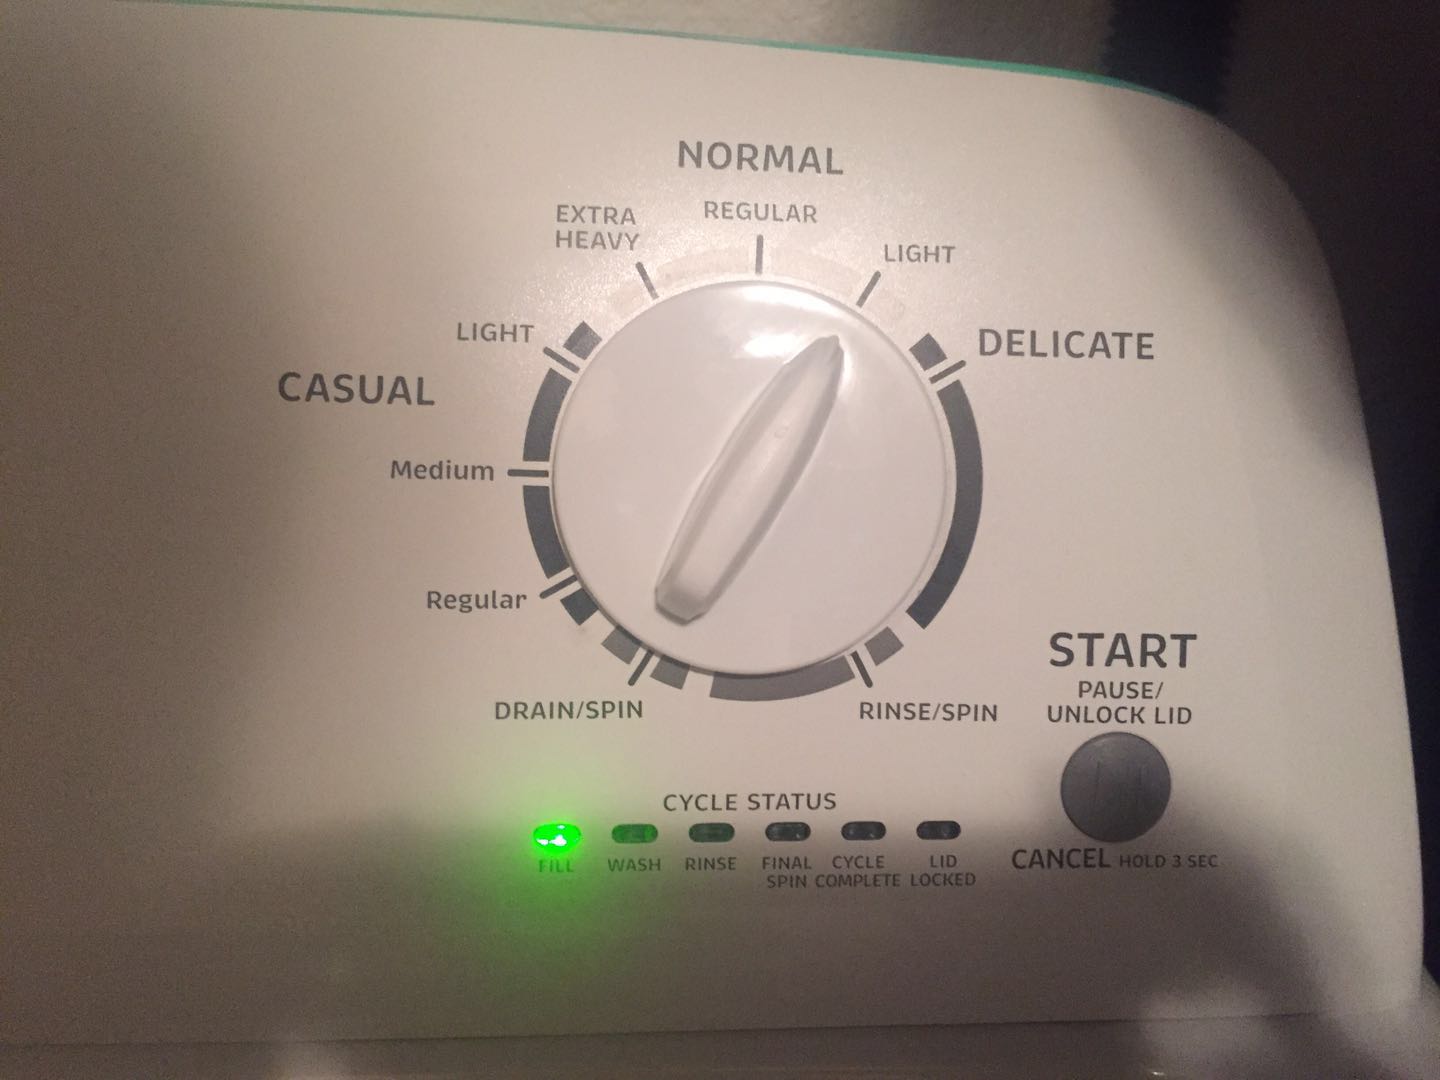 NORMAL
EXTRA
HEAVY
REGULAR
LIGHT
LIGHT
DELICATE
CASUAL
Medium
Regular
DRAIN/SPIN
RINSE/SPIN
START
PAUSE/
UNLOCK LID
CYCLE STATUS
FILL
WASH
RINSE
FINAL
SPIN
CYCLE
COMPLETE
LID
LOCKED
CANCEL HOLD 3 SEC